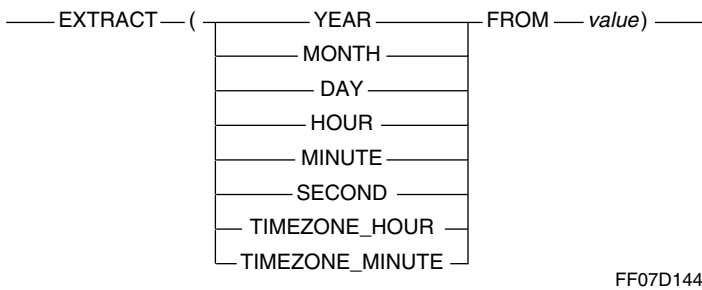 EXTRACT ( YEAR FROM value)
MONTH
DAY
HOUR
MINUTE
SECOND
TIMEZONE_HOUR
TIMEZONE_MINUTE
FF07D144